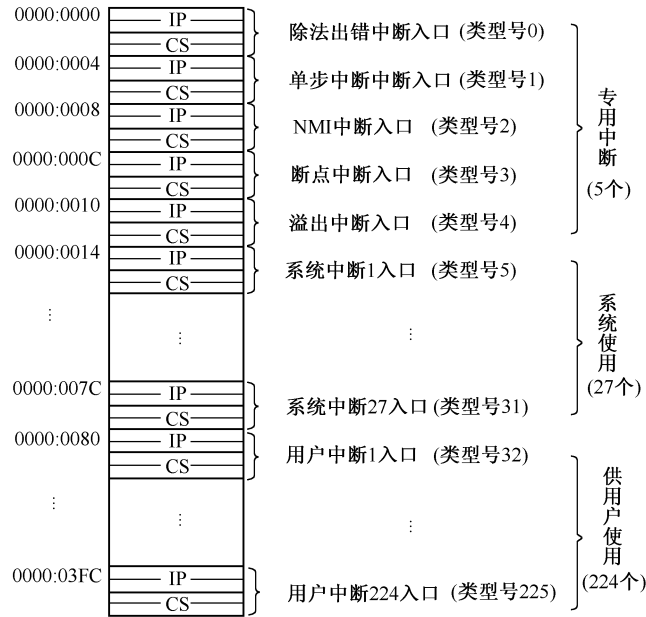 0000:0000
IP
CS
除法出错中断入口 (类型号0)
0000:0004
IP
CS
单步中断中断入口 (类型号1)
0000:0008
IP
CS
NMI中断入口 (类型号2)
0000:000C
IP
CS
断点中断入口 (类型号3)
0000:0010
IP
CS
溢出中断入口 (类型号4)
专用中断
(5个)
0000:0014
IP
CS
系统中断1入口 (类型号5)
⋮
⋮
⋮
0000:007C
IP
CS
系统中断27入口(类型号31)
系统使用
(27个)
0000:0080
IP
CS
用户中断1入口 (类型号32)
⋮
⋮
⋮
0000:03FC
IP
CS
用户中断224入口 (类型号225)
供用户使用
(224个)